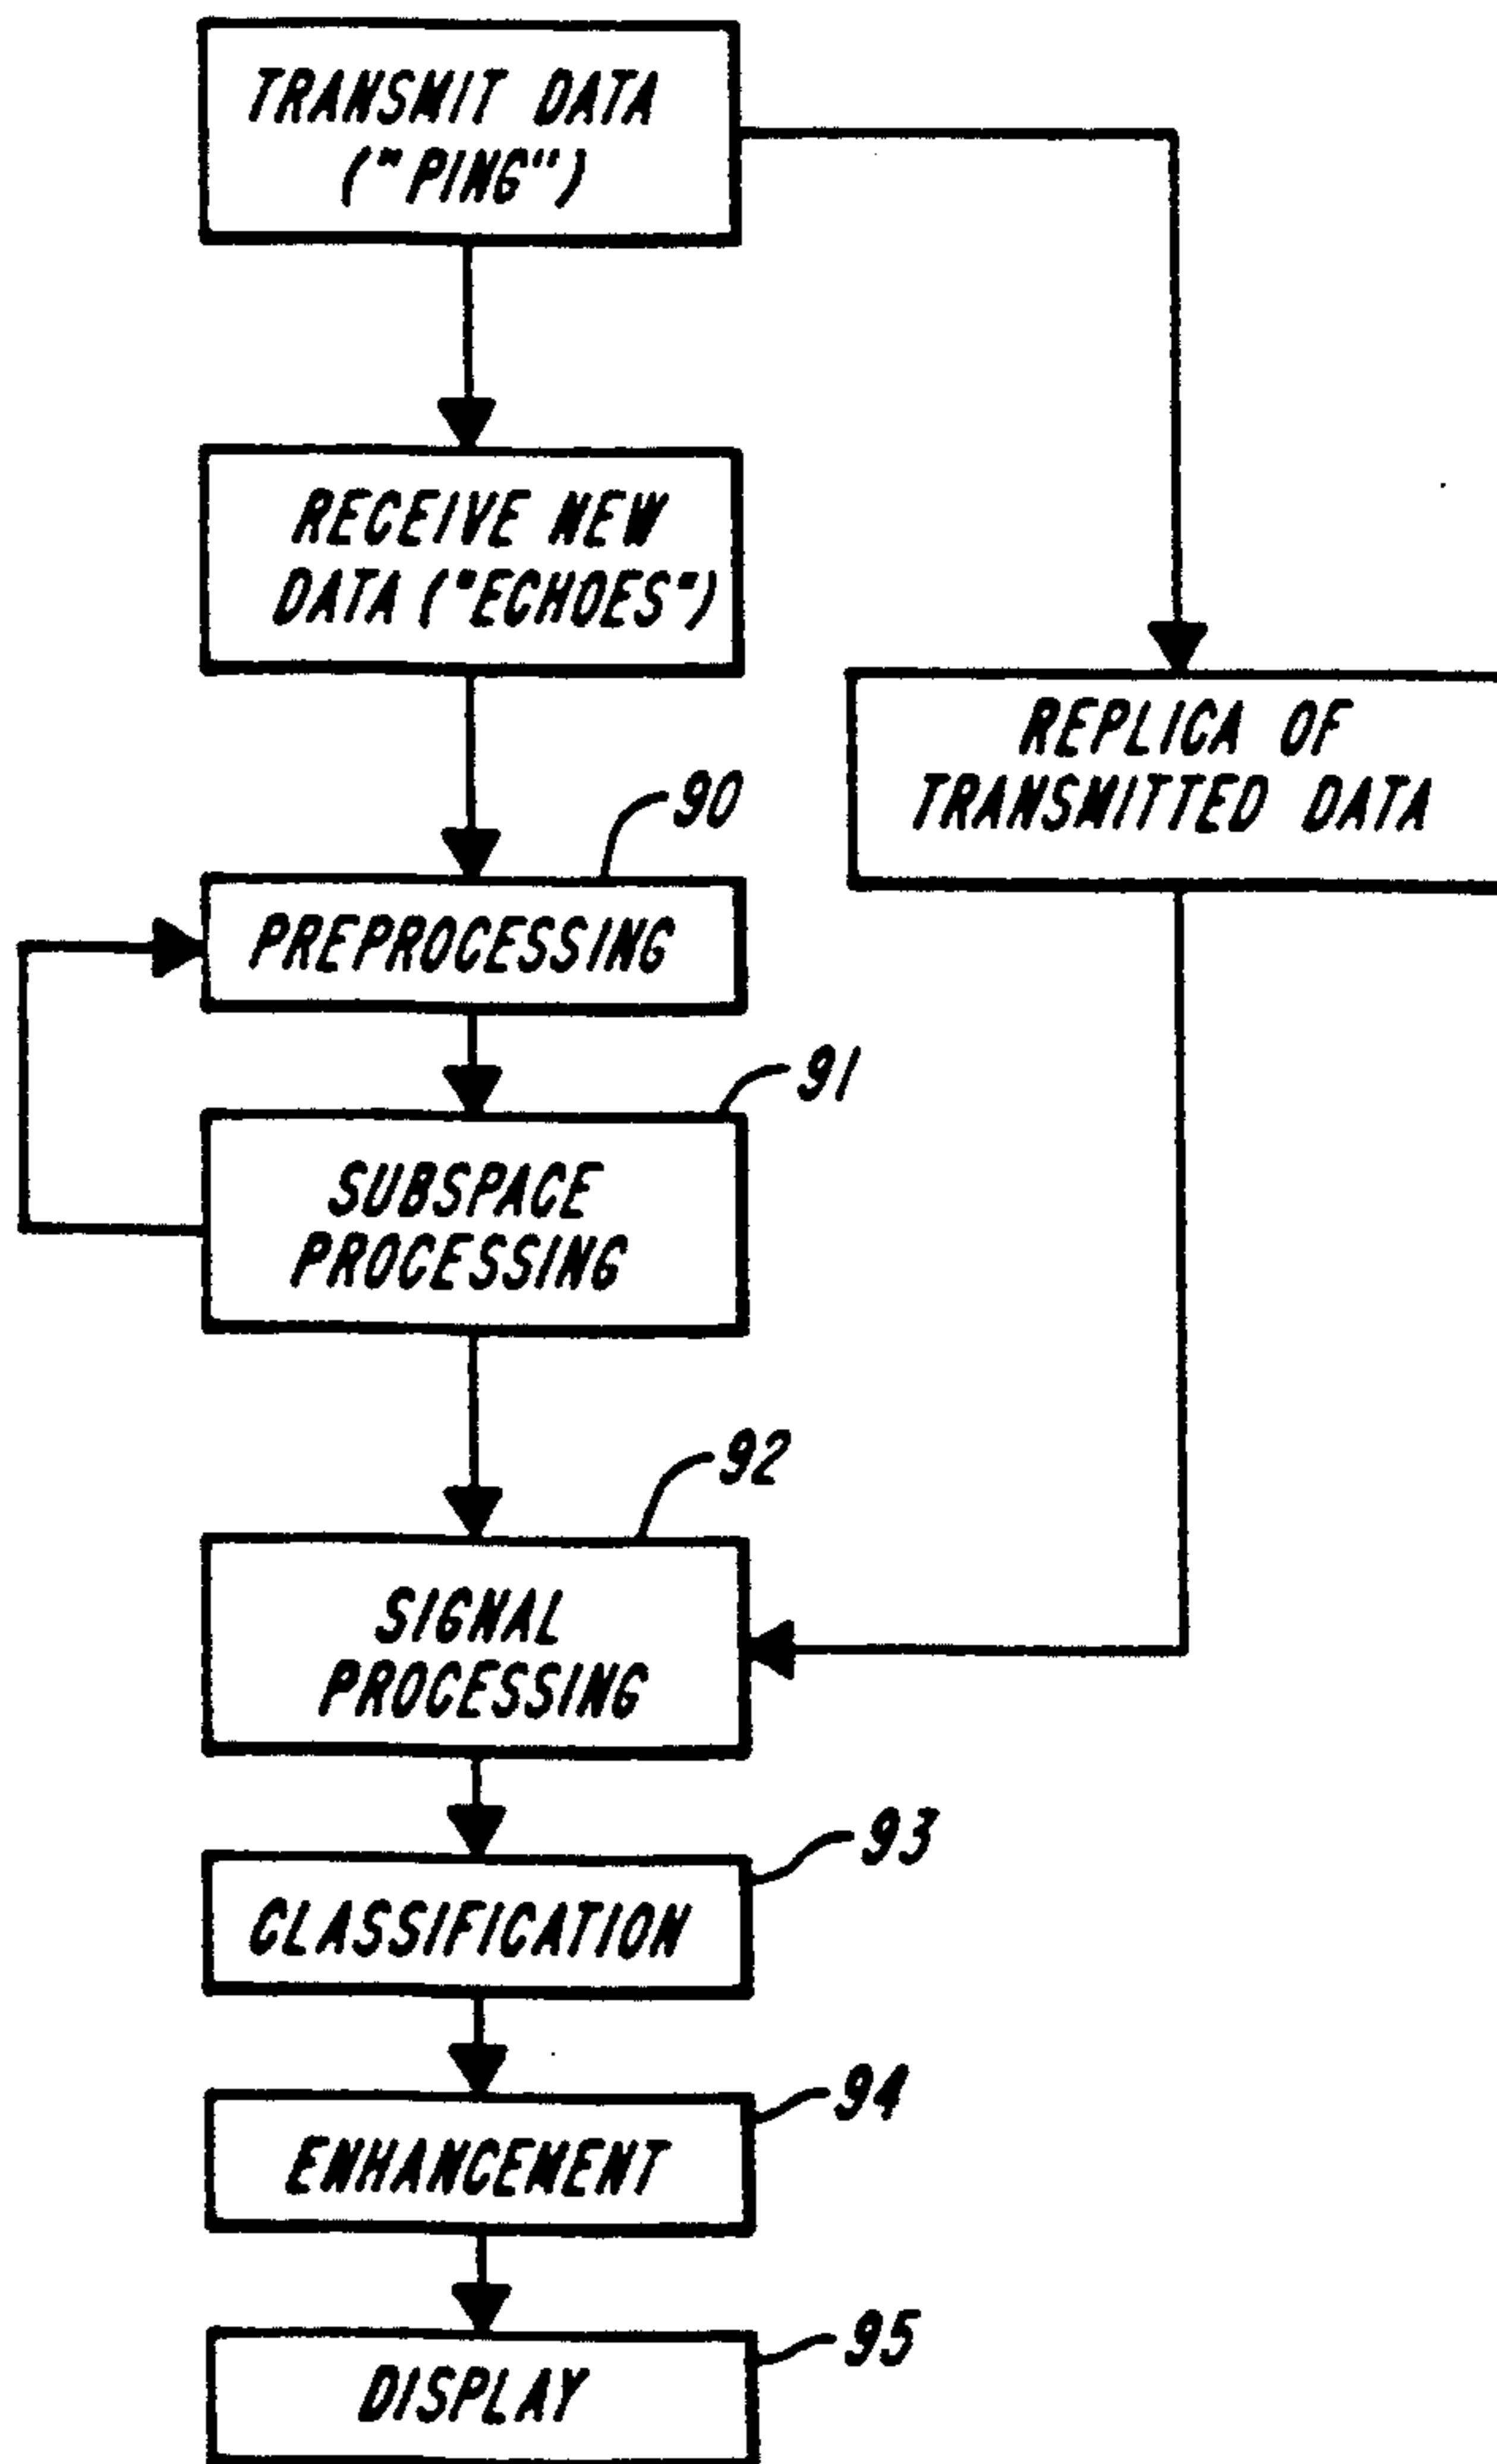 TRANSMIT DATA
("PING")
RECEIVE NEW
DATA ("ECHOES")
REPLICA OF
TRANSMITTED DATA
90
PREPROCESSING
91
SUBSPACE
PROCESSING
92
SIGNAL
PROCESSING
93
CLASSIFICATION
94
ENHANCEMENT
95
DISPLAY